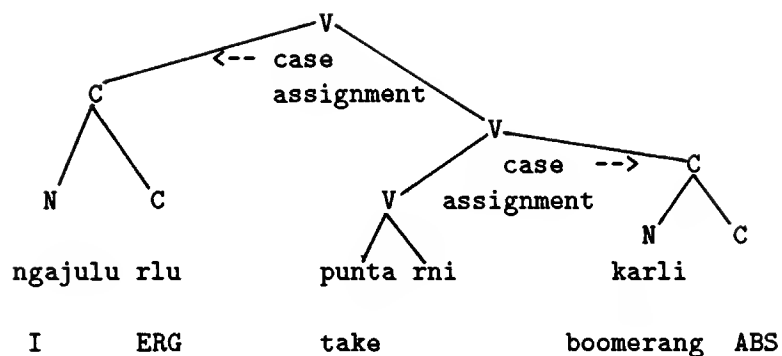 V
<-- case
C assignment
V
case --> C
N C V assignment
N C
ngajulu rlu punta rni karli
I ERG take boomerang ABS